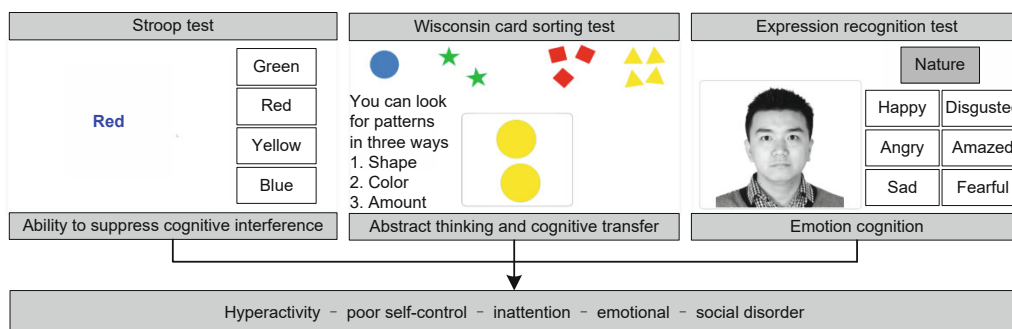 Stroop test
Red
Green
Red
Yellow
Blue
Ability to suppress cognitive interference
Wisconsin card sorting test
You can look
for patterns
in three ways
1. Shape
2. Color
3. Amount
Abstract thinking and cognitive transfer
Expression recognition test
Nature
Happy Disgusted
Angry Amazed
Sad Fearful
Emotion cognition
Hyperactivity - poor self-control - inattention - emotional - social disorder